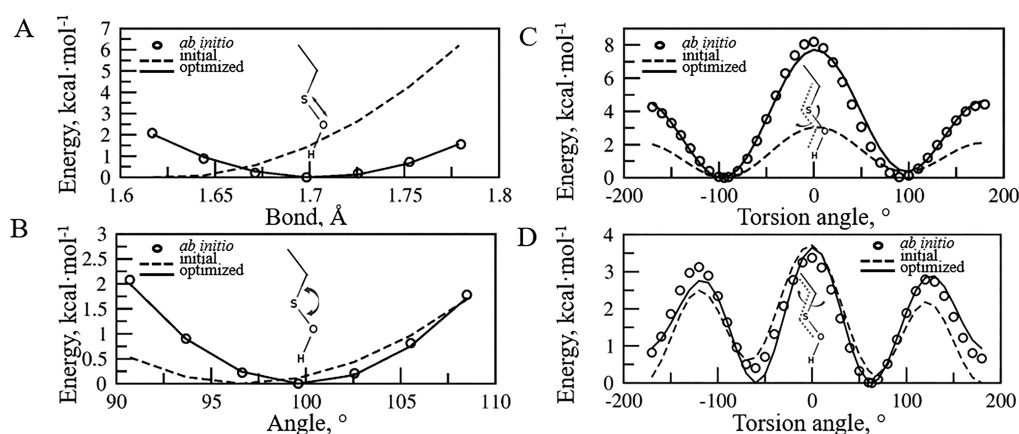 A
Energy, kcal·mol-1
7
6
5
4
3
2
1
0
ab initio
initial
optimized
S
O
H
1.6
1.65
1.7
1.75
1.8
Bond, Å
B
Energy, kcal·mol-1
3
2.5
2
1.5
1
0.5
0
ab initio
initial
optimized
S
O
H
90
95
100
105
110
Angle, °
C
Energy, kcal·mol-1
8
6
4
2
0
ab initio
initial
optimized
S
O
H
-200
-100
0
100
200
Torsion angle, °
D
Energy, kcal·mol-1
4
3
2
1
0
ab initio
initial
optimized
S
O
H
-200
-100
0
100
200
Torsion angle, °